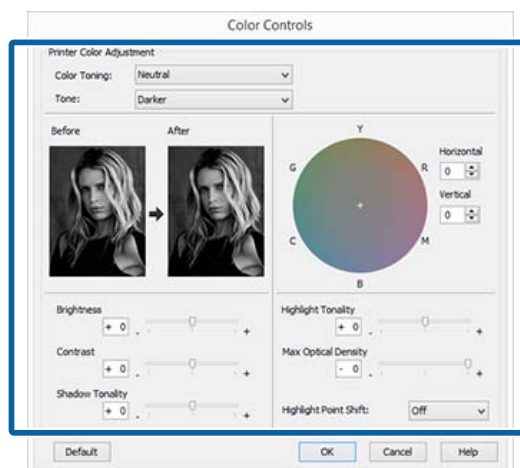 Color Controls
Printer Color Adjustment
Color Toning: Neutral
Tone: Darker
Before After
Y
G R
C M
B
Horizontal
0
Vertical
0
Brightness
+ 0 - +
Contrast
+ 0 - +
Shadow Tonality
+ 0 - +
Highlight Tonality
+ 0 - +
Max Optical Density
- 0 - +
Highlight Point Shift: Off
Default OK Cancel Help